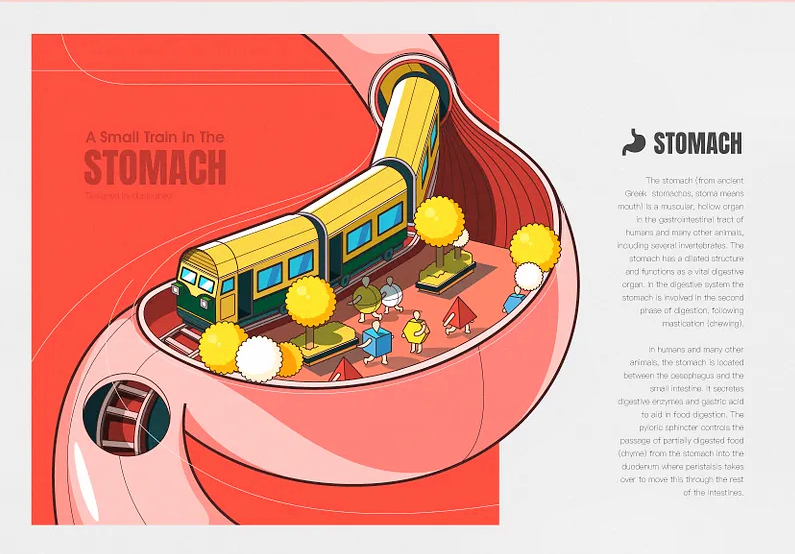 A Small Train in The
STOMACH
Designed by
STOMACH
The stomach (from ancient
Greek stomachos, stoma means
mouth) is a muscular, hollow organ
in the gastrointestinal tract of
humans and many other animals,
including several invertebrates. The
stomach has a dilated structure
and functions as a vital digestive
organ. In the digestive system the
stomach is involved in the second
phase of digestion, following
mastication (chewing).
In humans and many other
animals, the stomach is located
between the oesophagus and the
small intestine. It secretes
digestive enzymes and gastric acid
to aid in food digestion. The
pyloric sphincter controls the
passage of partially digested food
(chyme) from the stomach into the
duodenum where peristalsis takes
over to move this through the rest
of the intestines.